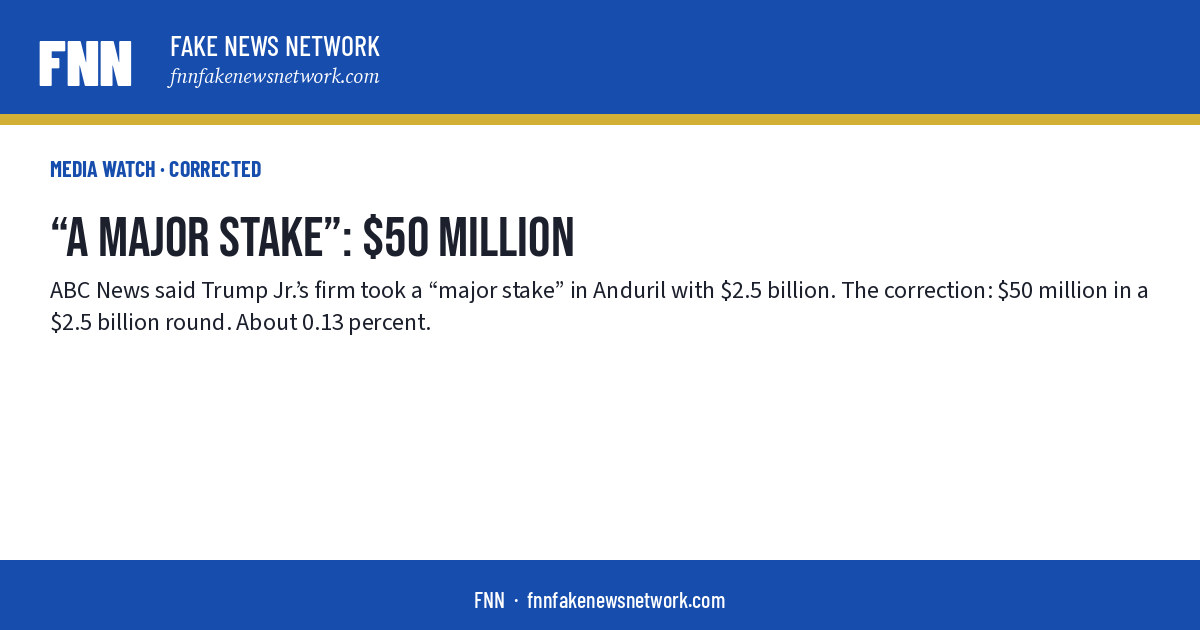 FNN
FAKE NEWS NETWORK
fnnfakenewsnetwork.com
MEDIA WATCH · CORRECTED
“A MAJOR STAKE”: $50 MILLION
ABC News said Trump Jr.’s firm took a “major stake” in Anduril with $2.5 billion. The correction: $50 million in a
$2.5 billion round. About 0.13 percent.
FNN · fnnfakenewsnetwork.com